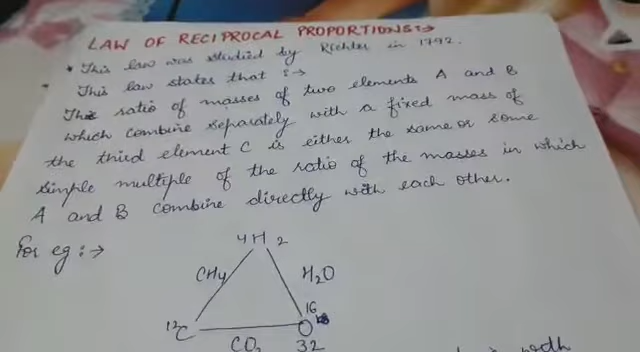 LAW OF RECIPROCAL PROPORTIONS:→
* This law was studied by Richter in 1792.
This law states that :→
The ratio of masses of two elements A and B
which combine separately with a fixed mass of
the third element C is either the same or some
simple multiple of the ratio of the masses in which
A and B combine directly with each other.
For eg :→
4H 2
CH4 H2O
16
12C O
CO2 32